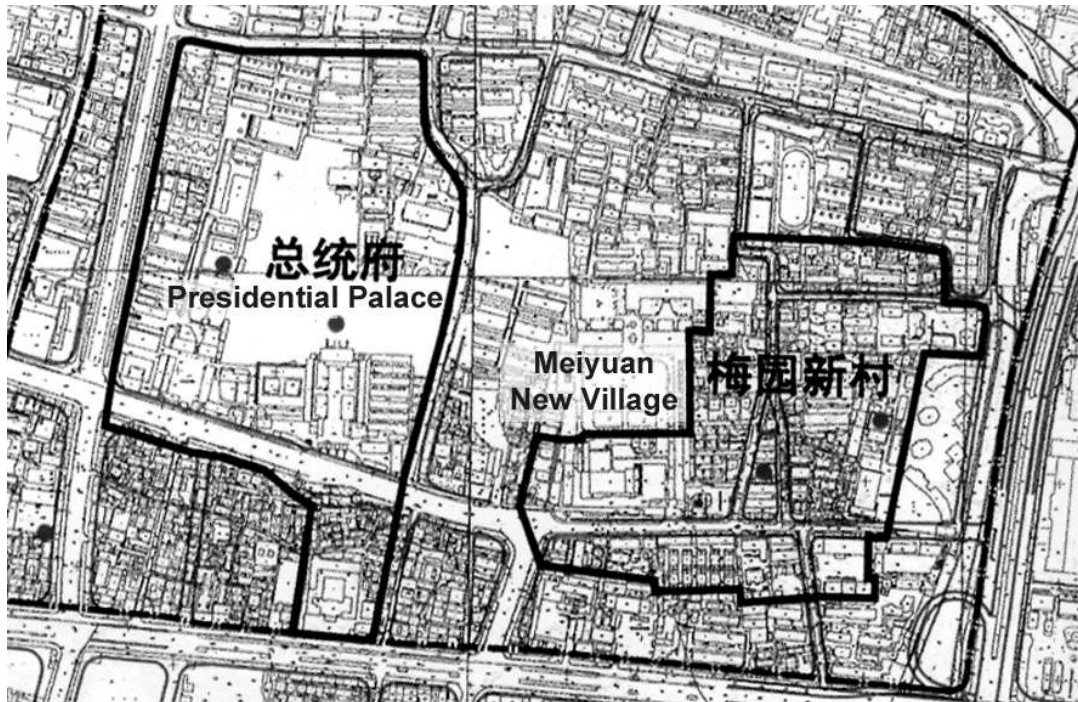 总统府
Presidential Palace
Meiyuan
New Village
梅园新村